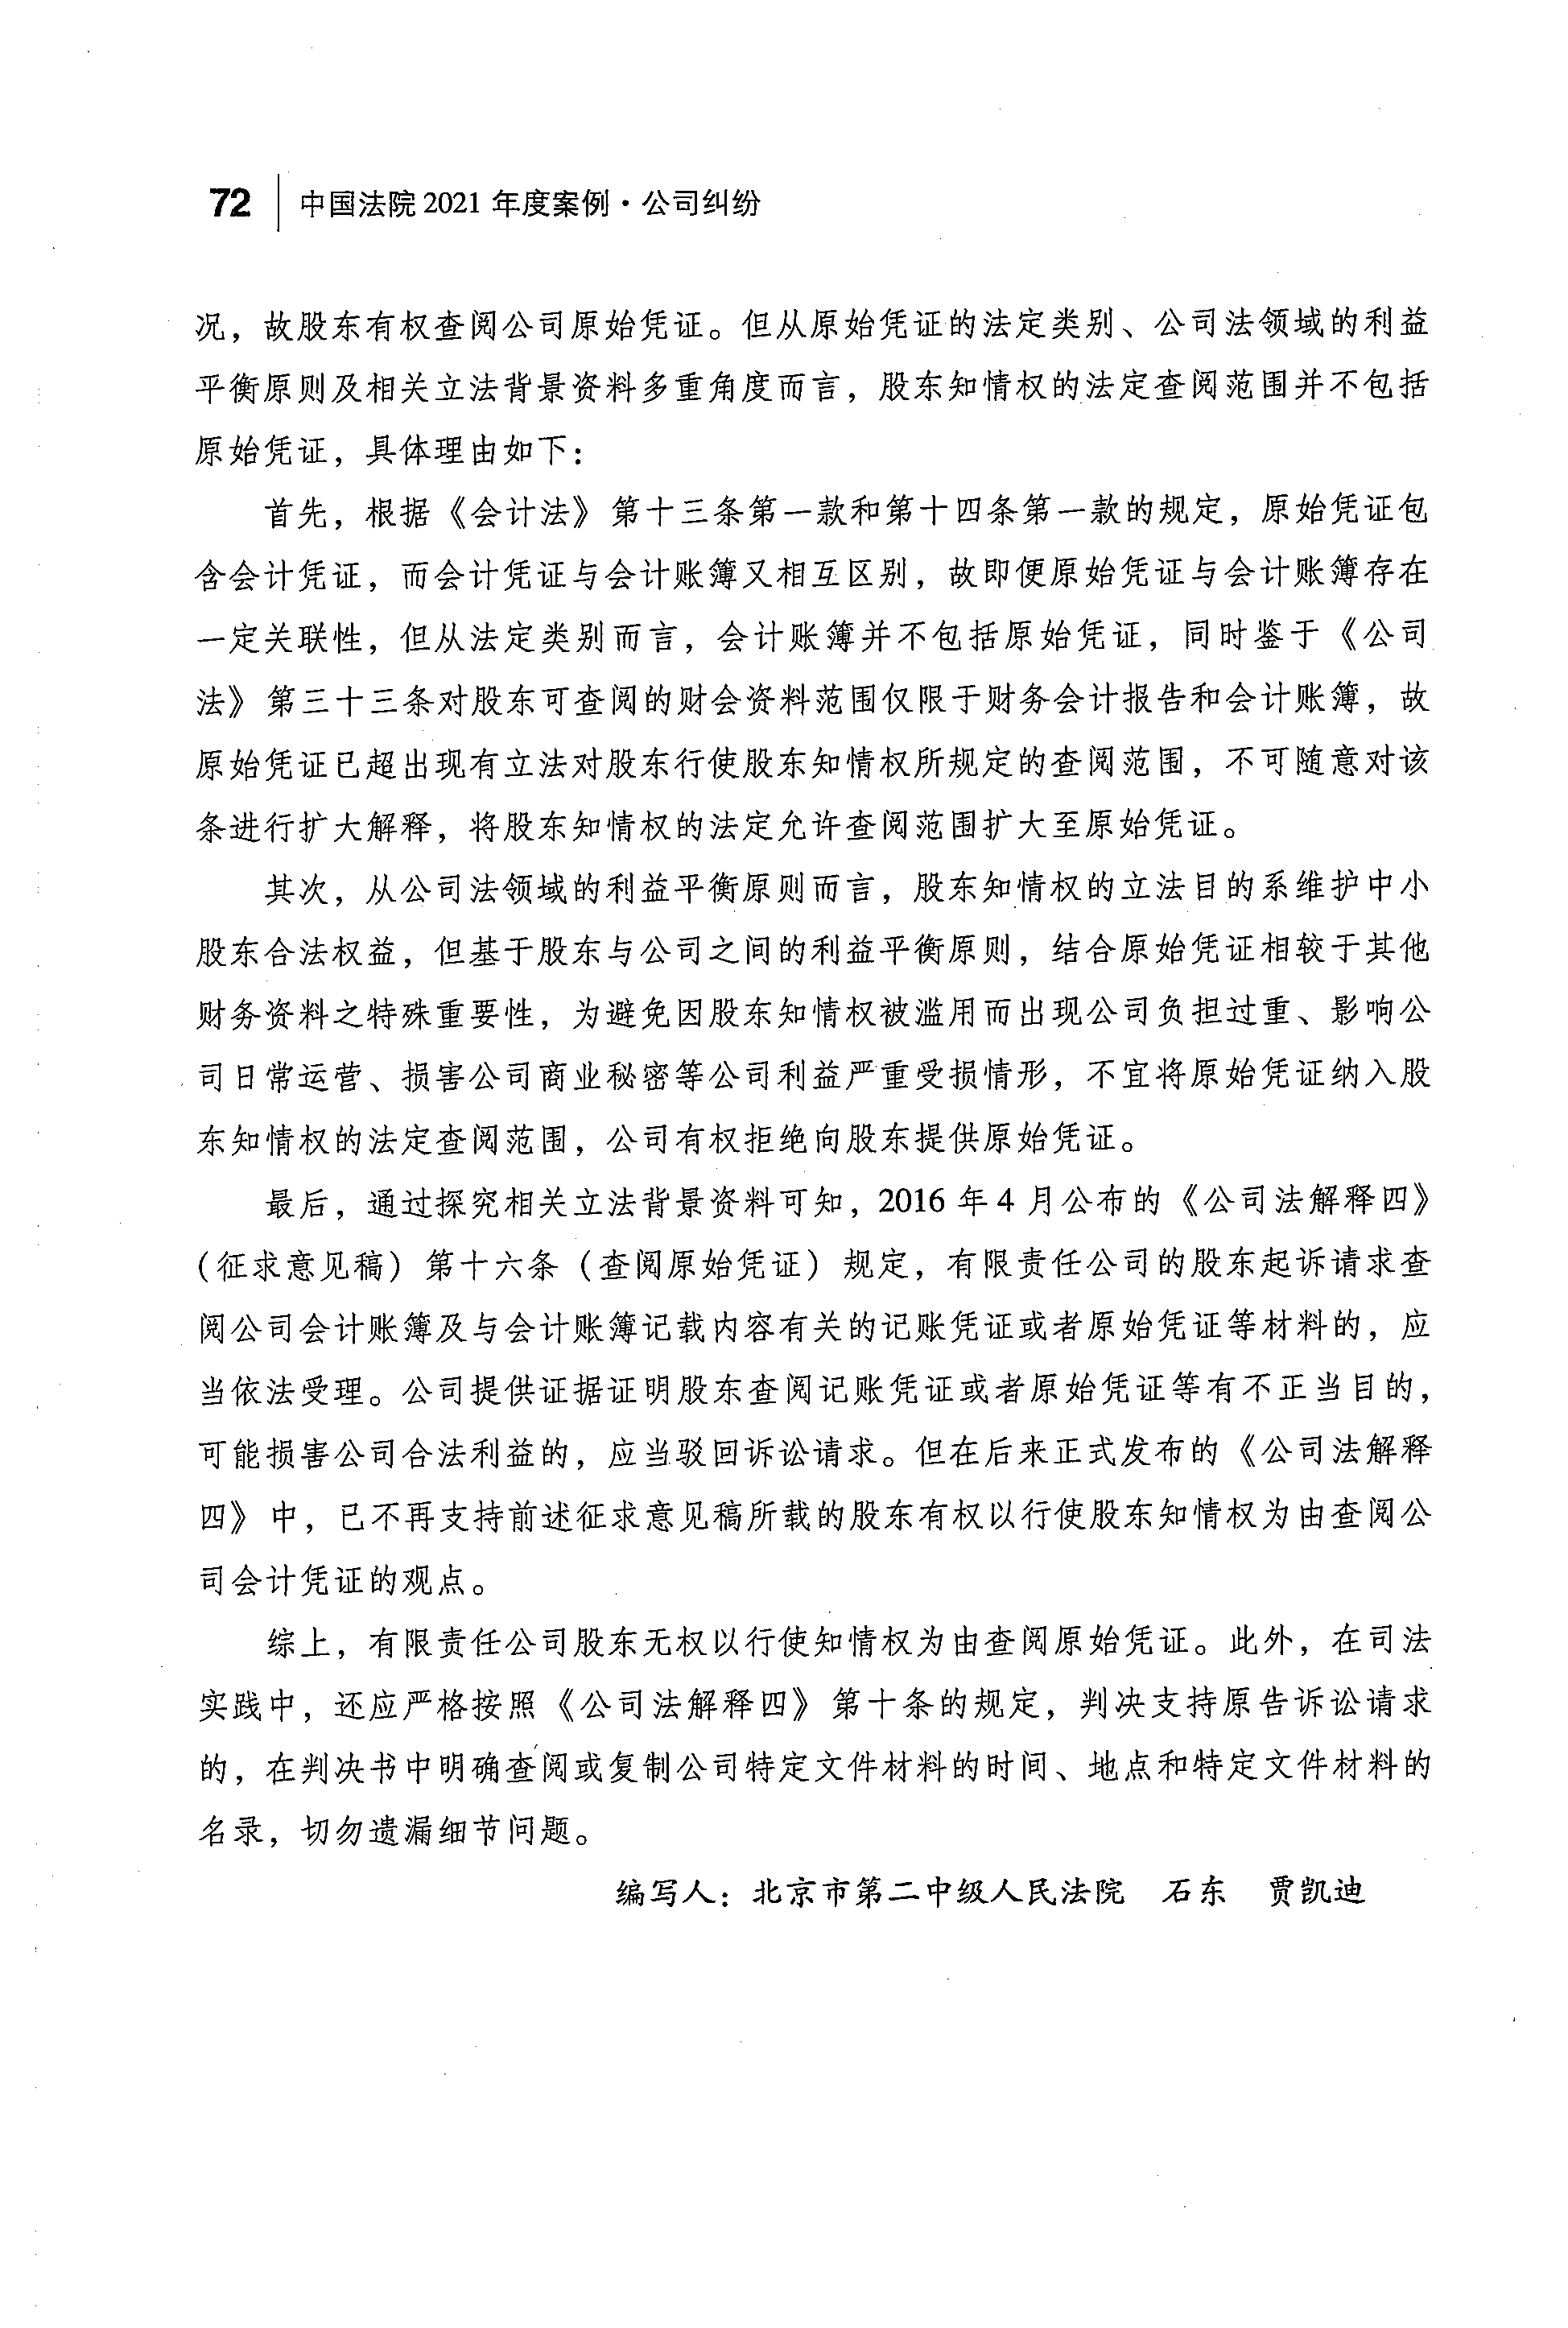 72 中国法院2021年度案例·公司纠纷
况，故股东有权查阅公司原始凭证。但从原始凭证的法定类别、公司法领域的利益
平衡原则及相关立法背景资料多重角度而言，股东知情权的法定查阅范围并不包括
原始凭证，具体理由如下：
首先，根据《会计法》第十三条第一款和第十四条第一款的规定，原始凭证包
含会计凭证，而会计凭证与会计账簿又相互区别，故即便原始凭证与会计账簿存在
一定关联性，但从法定类别而言，会计账簿并不包括原始凭证，同时鉴于《公司
法》第三十三条对股东可查阅的财会资料范围仅限于财务会计报告和会计账簿，故
原始凭证已超出现有立法对股东行使股东知情权所规定的查阅范围，不可随意对该
条进行扩大解释，将股东知情权的法定允许查阅范围扩大至原始凭证。
其次，从公司法领域的利益平衡原则而言，股东知情权的立法目的系维护中小
股东合法权益，但基于股东与公司之间的利益平衡原则，结合原始凭证相较于其他
财务资料之特殊重要性，为避免因股东知情权被滥用而出现公司负担过重、影响公
司日常运营、损害公司商业秘密等公司利益严重受损情形，不宜将原始凭证纳入股
东知情权的法定查阅范围，公司有权拒绝向股东提供原始凭证。
最后，通过探究相关立法背景资料可知，2016年4月公布的《公司法解释四》
（征求意见稿）第十六条（查阅原始凭证）规定，有限责任公司的股东起诉请求查
阅公司会计账簿及与会计账簿记载内容有关的记账凭证或者原始凭证等材料的，应
当依法受理。公司提供证据证明股东查阅记账凭证或者原始凭证等有不正当目的，
可能损害公司合法利益的，应当驳回诉讼请求。但在后来正式发布的《公司法解释
四》中，已不再支持前述征求意见稿所载的股东有权以行使股东知情权为由查阅公
司会计凭证的观点。
综上，有限责任公司股东无权以行使知情权为由查阅原始凭证。此外，在司法
实践中，还应严格按照《公司法解释四》第十条的规定，判决支持原告诉讼请求
的，在判决书中明确查阅或复制公司特定文件材料的时间、地点和特定文件材料的
名录，切勿遗漏细节问题。
编写人：北京市第二中级人民法院 石东 贾凯迪